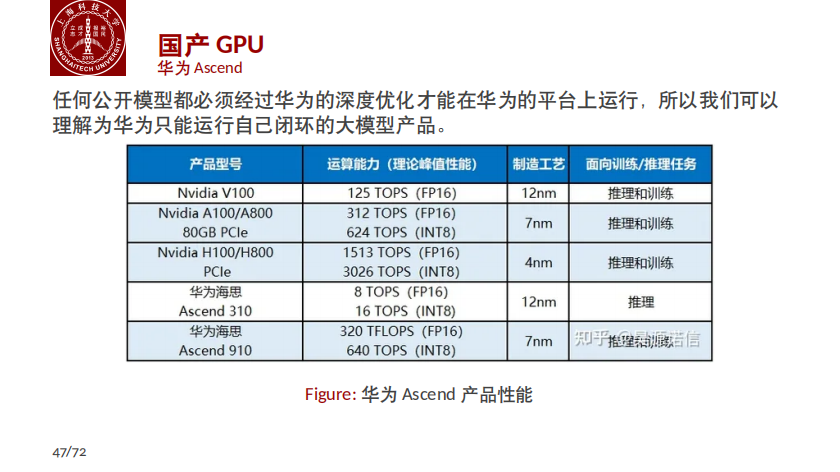 上海科技大学
立志 成才 报国 裕民
SHANGHAITECH UNIVERSITY
2013
国产 GPU
华为 Ascend
任何公开模型都必须经过华为的深度优化才能在华为的平台上运行，所以我们可以
理解为华为只能运行自己闭环的大模型产品。
产品型号 运算能力（理论峰值性能） 制造工艺 面向训练/推理任务
Nvidia V100 125 TOPS（FP16） 12nm 推理和训练
Nvidia A100/A800 312 TOPS（FP16）
80GB PCIe 624 TOPS（INT8） 7nm 推理和训练
Nvidia H100/H800 1513 TOPS（FP16）
PCIe 3026 TOPS（INT8） 4nm 推理和训练
华为海思 8 TOPS（FP16）
Ascend 310 16 TOPS（INT8） 12nm 推理
华为海思 320 TFLOPS（FP16）
Ascend 910 640 TOPS（INT8） 7nm 推理和训练
知乎
Figure: 华为 Ascend 产品性能
47/72